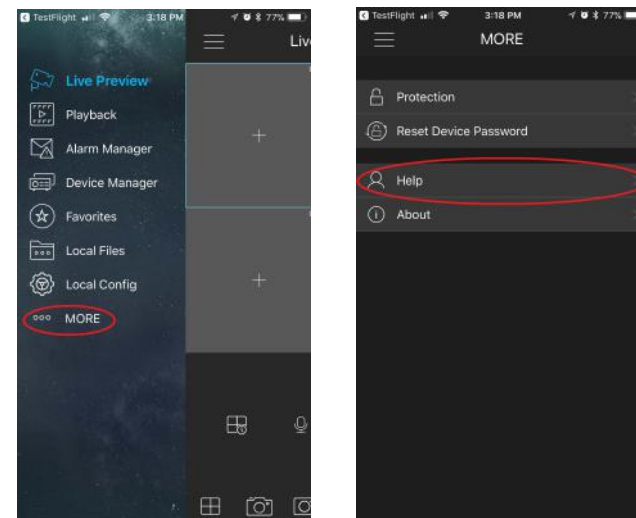 TestFlight 3:18 PM 77%
Live Preview
Playback
Alarm Manager
Device Manager
Favorites
Local Files
Local Config
MORE
Liv
TestFlight 3:18 PM 77%
MORE
Protection
Reset Device Password
Help
About